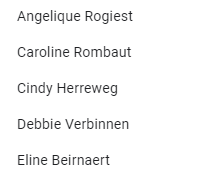 Angelique Rogiest
Caroline Rombaut
Cindy Herreweg
Debbie Verbinnen
Eline Beirnaert